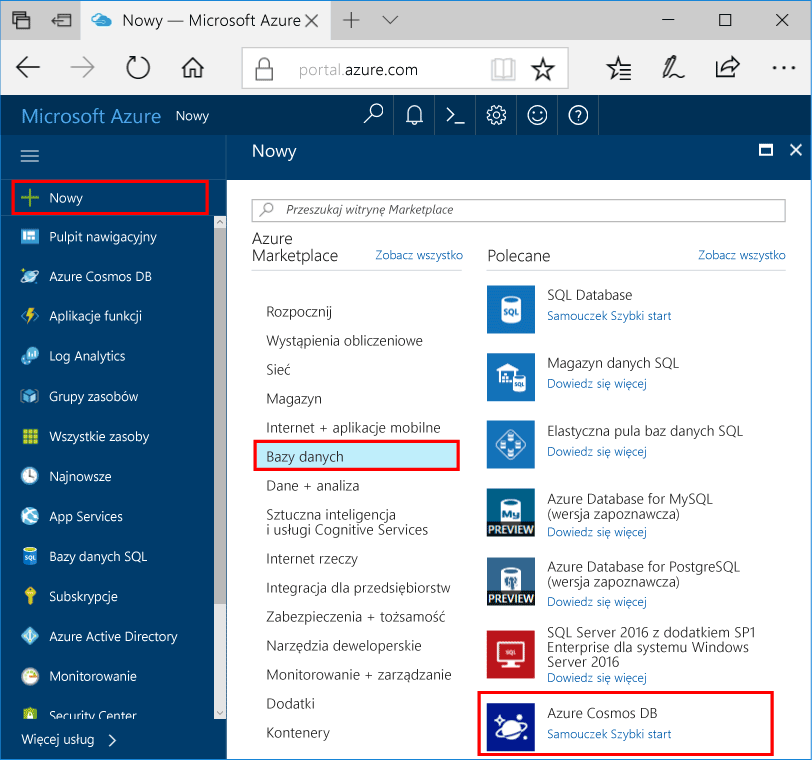 Nowy — Microsoft Azure
portal.azure.com
Microsoft Azure Nowy
Nowy
Nowy
Pulpit nawigacyjny
Azure Cosmos DB
Aplikacje funkcji
Log Analytics
Grupy zasobów
Wszystkie zasoby
Najnowsze
App Services
Bazy danych SQL
Subskrypcje
Azure Active Directory
Monitorowanie
Security Center
Więcej usług
Przeszukaj witrynę Marketplace
Azure
Marketplace
Zobacz wszystko
Rozpocznij
Wystąpienia obliczeniowe
Sieć
Magazyn
Internet + aplikacje mobilne
Bazy danych
Dane + analiza
Sztuczna inteligencja
i usługi Cognitive Services
Internet rzeczy
Integracja dla przedsiębiorstw
Zabezpieczenia + tożsamość
Narzędzia deweloperskie
Monitorowanie + zarządzanie
Dodatki
Kontenery
Polecane
Zobacz wszystko
SQL
SQL Database
Samouczek Szybki start
SQL
Magazyn danych SQL
Dowiedz się więcej
Elastyczna pula baz danych SQL
Dowiedz się więcej
My
PREVIEW
Azure Database for MySQL
(wersja zapoznawcza)
Dowiedz się więcej
PREVIEW
Azure Database for PostgreSQL
(wersja zapoznawcza)
Dowiedz się więcej
SQL
SQL Server 2016 z dodatkiem SP1
Enterprise dla systemu Windows
Server 2016
Dowiedz się więcej
Azure Cosmos DB
Samouczek Szybki start